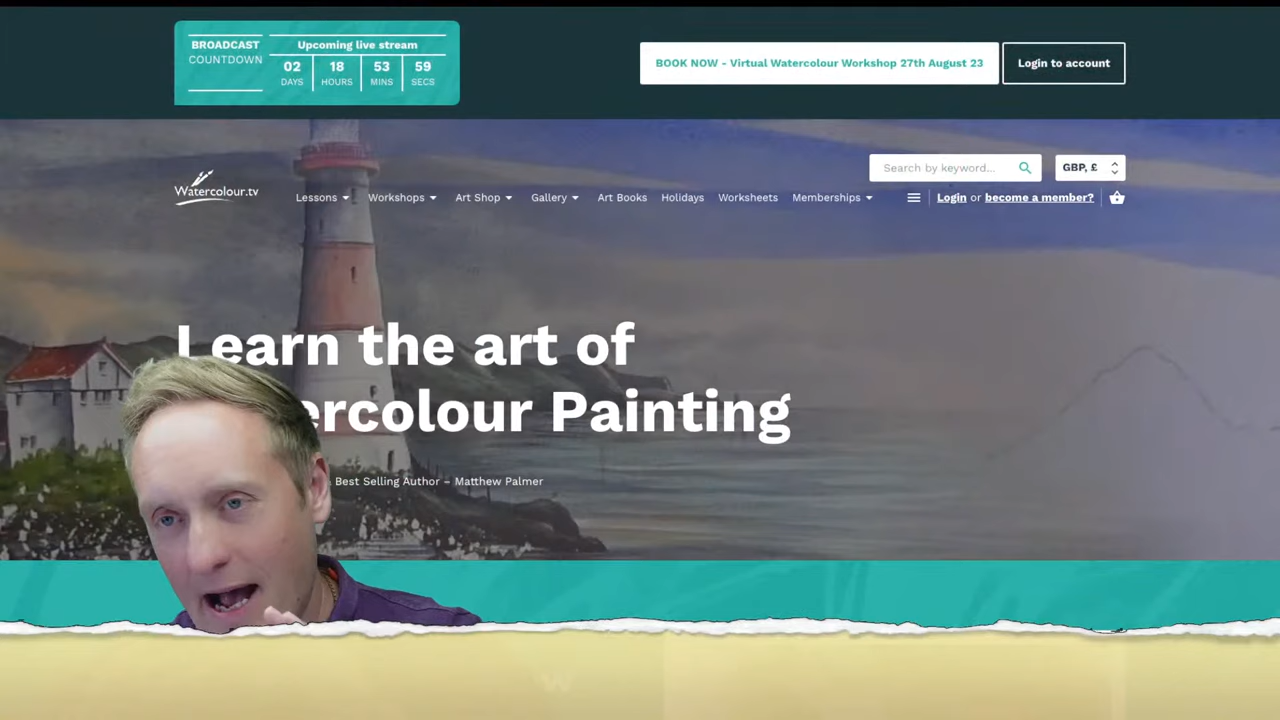 BROADCAST
COUNTDOWN
Upcoming live stream
02 18 53 59
DAYS HOURS MINS SECS
BOOK NOW - Virtual Watercolour Workshop 27th August 23
Login to account
Search by keyword...
GBP, £
Watercolour.tv
Lessons Workshops Art Shop Gallery Art Books Holidays Worksheets Memberships
Login or become a member?
Learn the art of
ercolour Painting
Best Selling Author – Matthew Palmer